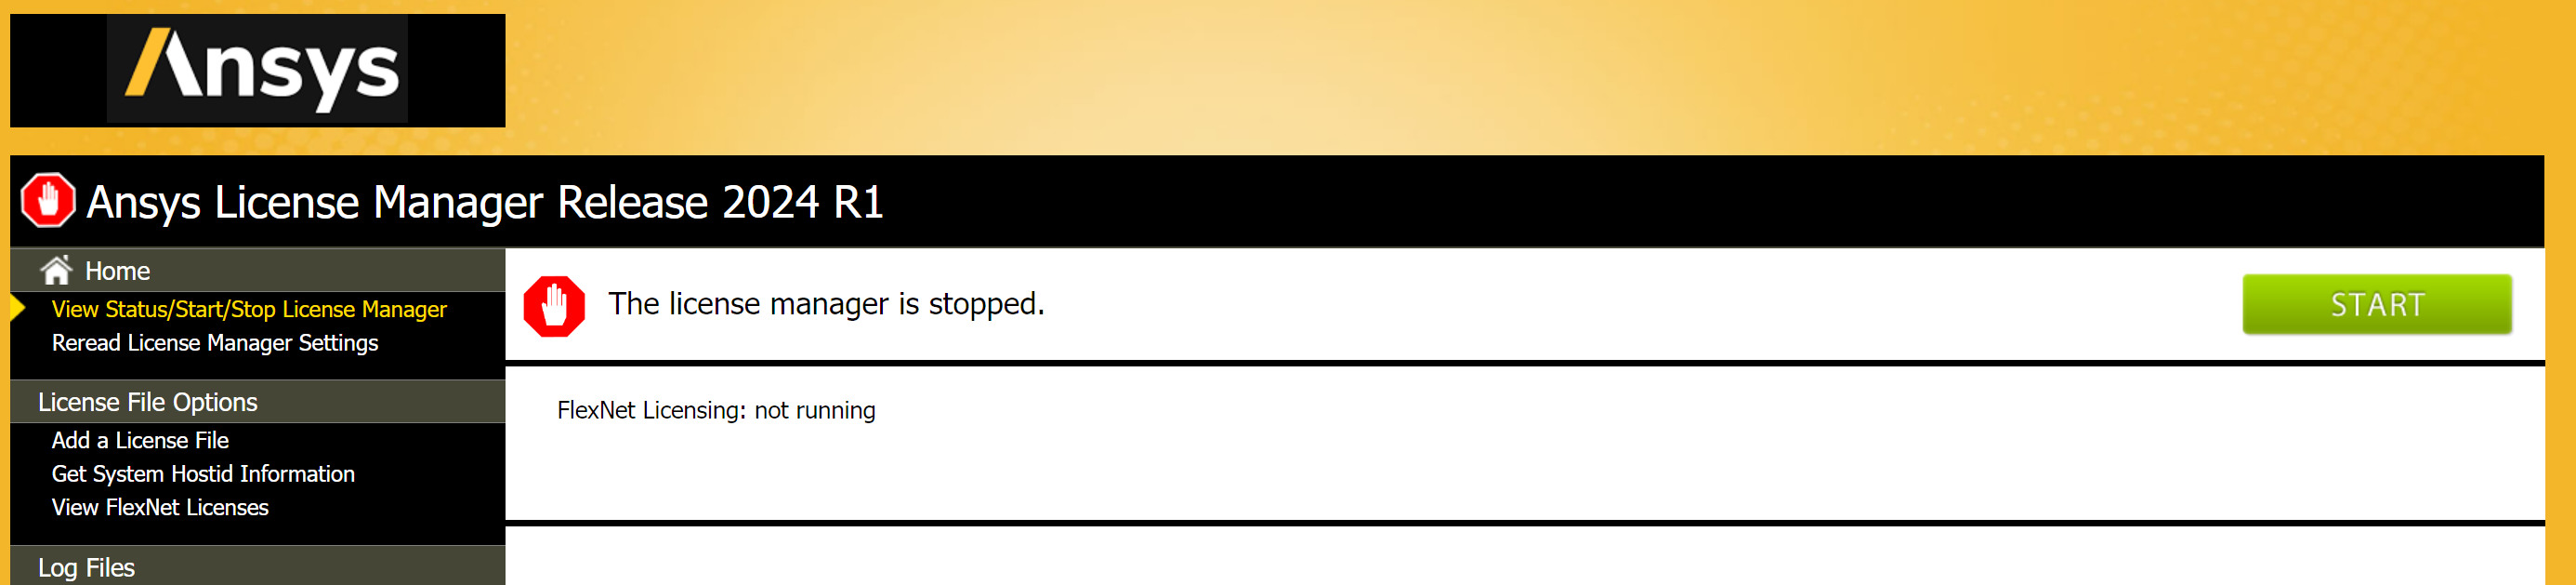 Ansys
Ansys License Manager Release 2024 R1
Home
View Status/Start/Stop License Manager
Reread License Manager Settings
License File Options
Add a License File
Get System Hostid Information
View FlexNet Licenses
Log Files
The license manager is stopped.
START
FlexNet Licensing: not running